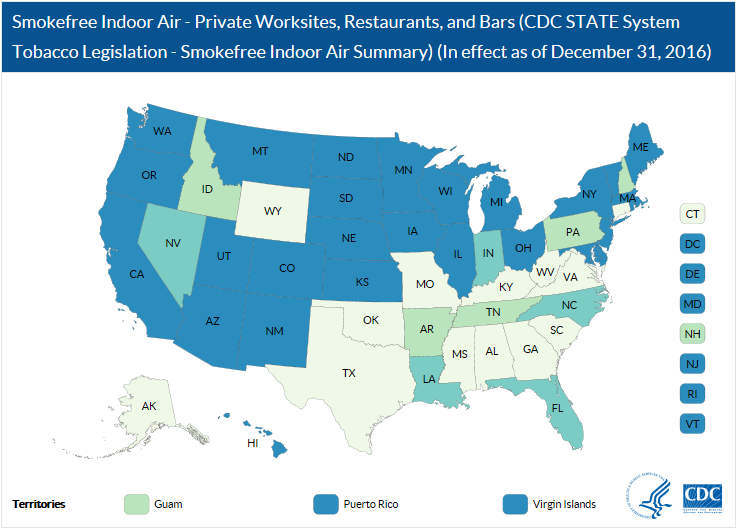 Smokefree Indoor Air - Private Worksites, Restaurants, and Bars (CDC STATE System
Tobacco Legislation - Smokefree Indoor Air Summary) (In effect as of December 31, 2016)
WA
ME
MT
ND
MN
OR
ID
WI
NY
MA
SD
MI
WY
CT
PA
IA
NE
NV
OH
DC
IL
IN
UT
CO
WV
CA
DE
VA
KS
MO
KY
MD
NC
TN
AZ
OK
NM
AR
SC
NH
MS
AL
GA
NJ
TX
LA
RI
AK
FL
VT
HI
Territories
Guam
Puerto Rico
Virgin Islands
CDC